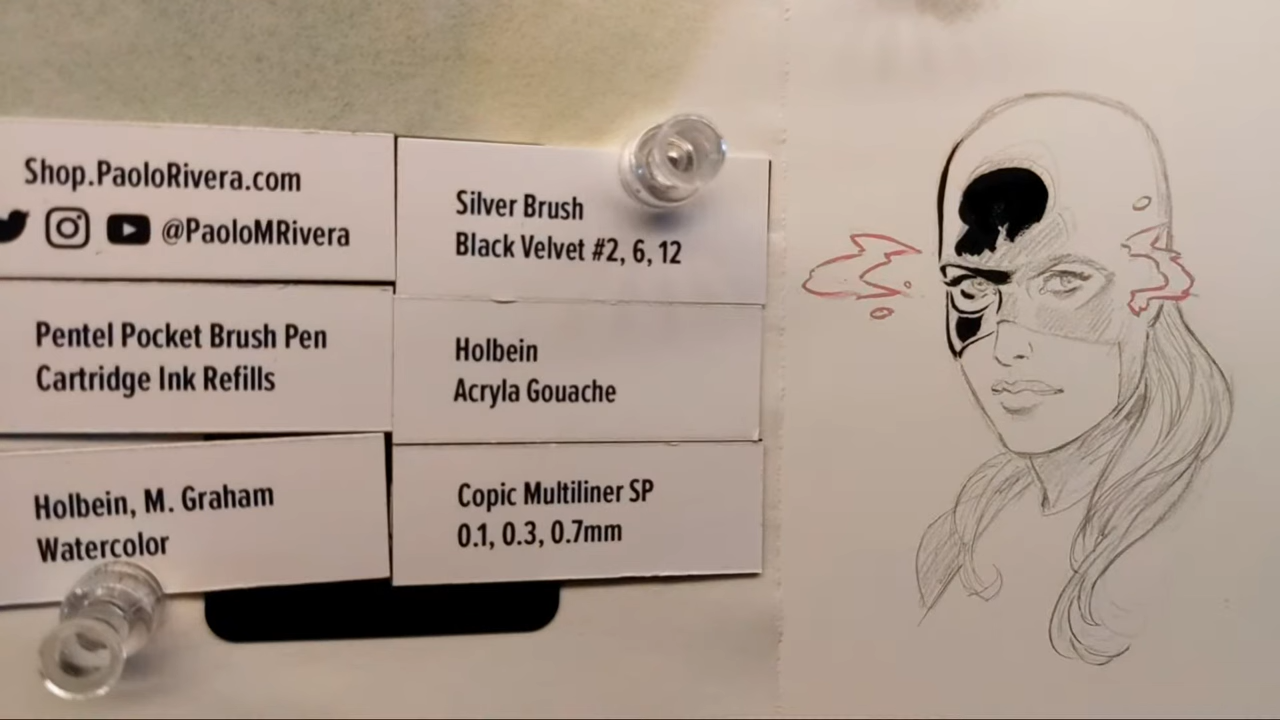 Shop.PaoloRivera.com
@PaoloMRivera
Pentel Pocket Brush Pen
Cartridge Ink Refills
Holbein, M. Graham
Watercolor
Silver Brush
Black Velvet #2, 6, 12
Holbein
Acryla Gouache
Copic Multiliner SP
0.1, 0.3, 0.7mm